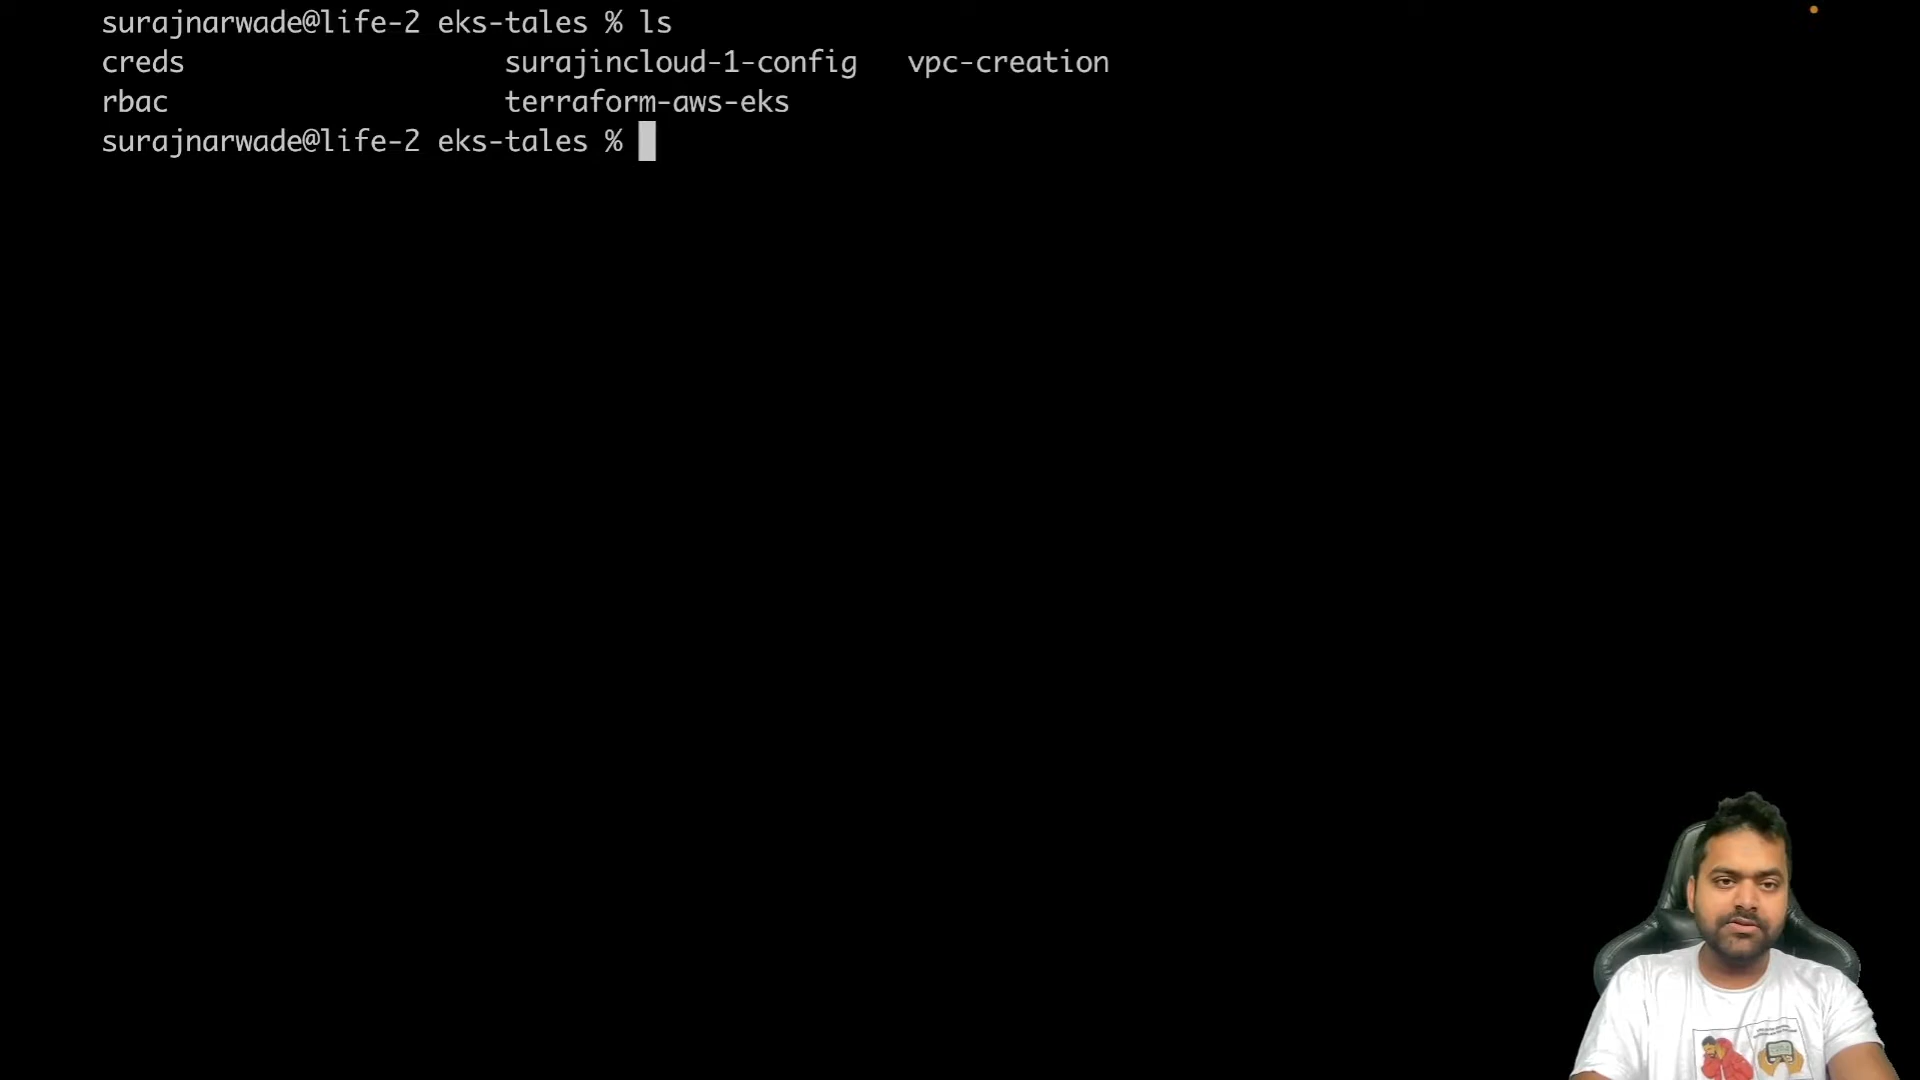 surajnarwade@life-2 eks-tales % ls
creds surajincloud-1-config vpc-creation
rbac terraform-aws-eks
surajnarwade@life-2 eks-tales %